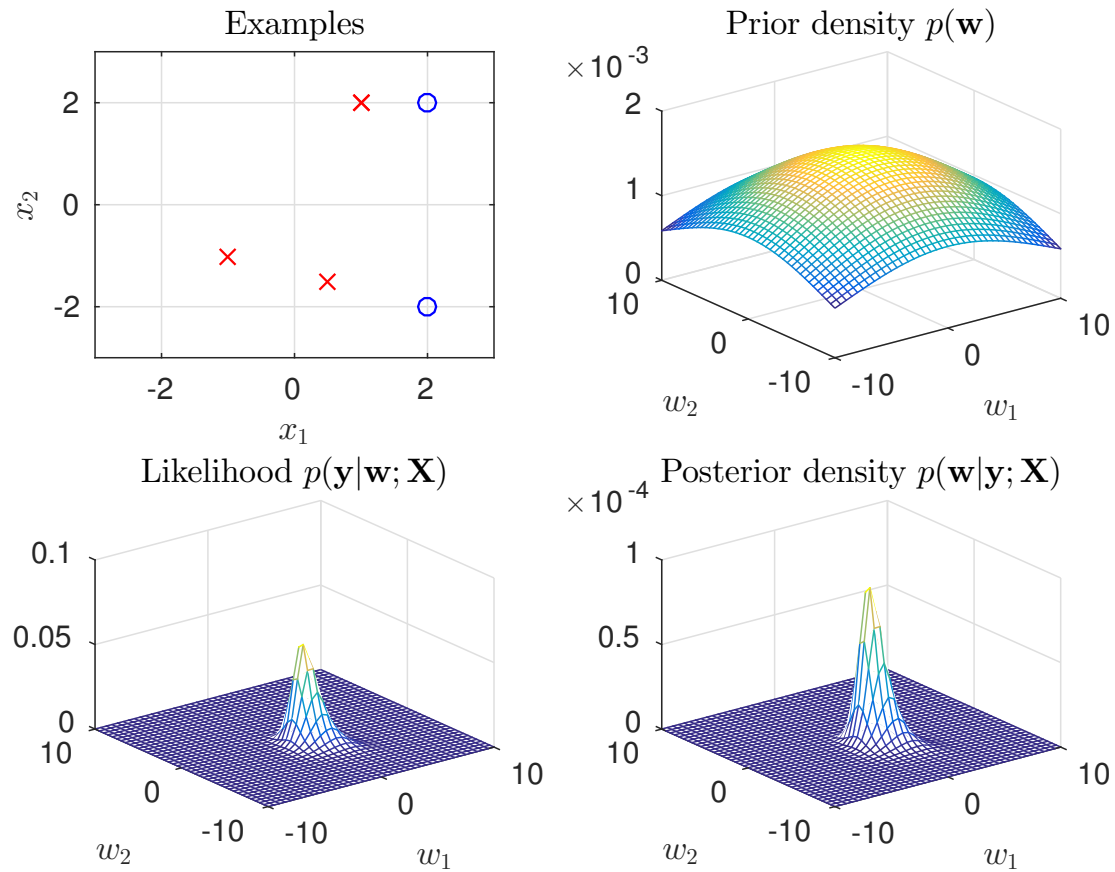 Examples
2
0
-2
x₂
-2
0
2
x₁
Prior density p(w)
×10⁻³
2
1
0
10
0
-10
w₂
-10
0
10
w₁
Likelihood p(y|w; X)
0.1
0.05
0
10
0
-10
w₂
-10
0
10
w₁
Posterior density p(w|y; X)
×10⁻⁴
1
0.5
0
10
0
-10
w₂
-10
0
10
w₁